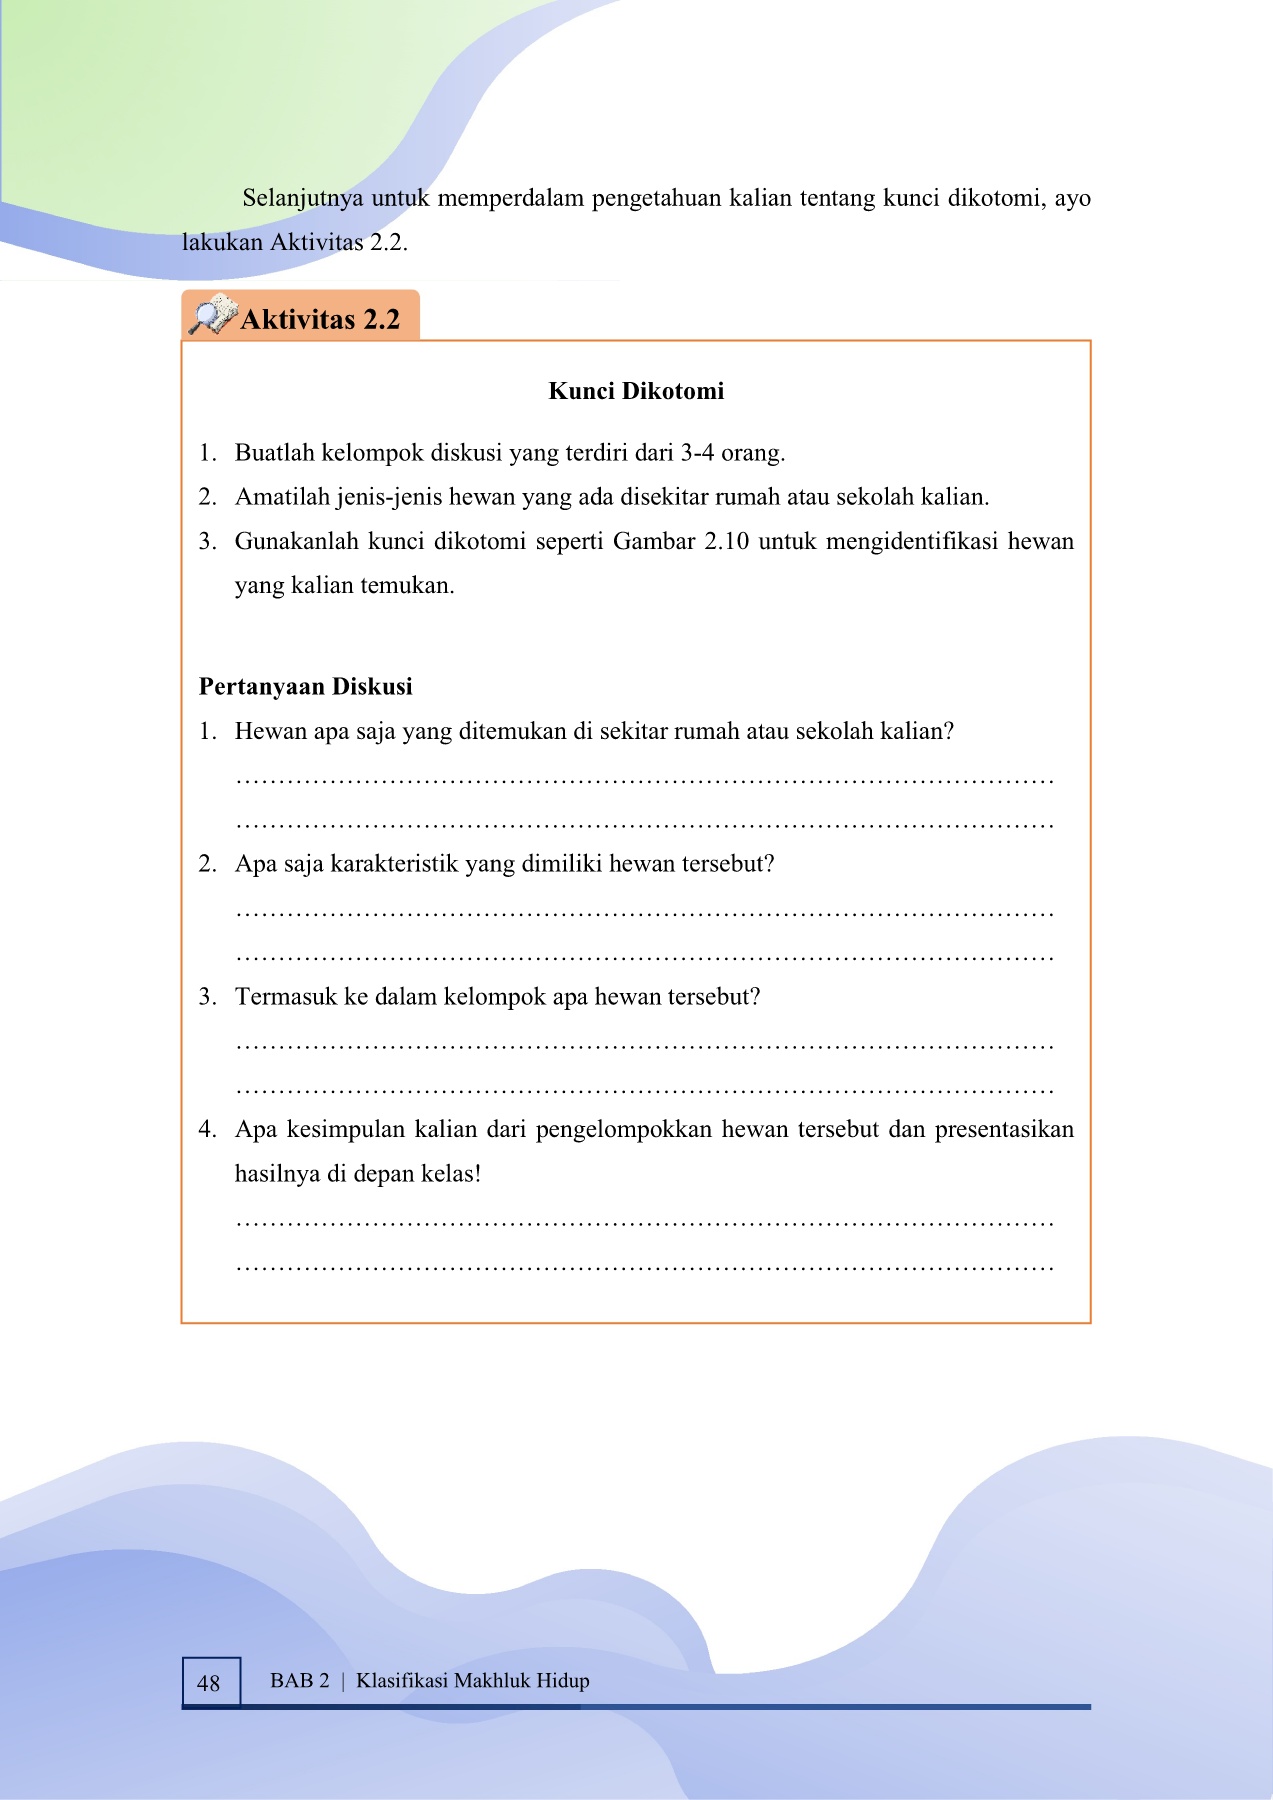 Selanjutnya untuk memperdalam pengetahuan kalian tentang kunci dikotomi, ayo
lakukan Aktivitas 2.2.
Aktivitas 2.2
Kunci Dikotomi
1. Buatlah kelompok diskusi yang terdiri dari 3-4 orang.
2. Amatilah jenis-jenis hewan yang ada disekitar rumah atau sekolah kalian.
3. Gunakanlah kunci dikotomi seperti Gambar 2.10 untuk mengidentifikasi hewan
yang kalian temukan.
Pertanyaan Diskusi
1. Hewan apa saja yang ditemukan di sekitar rumah atau sekolah kalian?
……………………………………………………………………………………
……………………………………………………………………………………
2. Apa saja karakteristik yang dimiliki hewan tersebut?
……………………………………………………………………………………
……………………………………………………………………………………
3. Termasuk ke dalam kelompok apa hewan tersebut?
……………………………………………………………………………………
……………………………………………………………………………………
4. Apa kesimpulan kalian dari pengelompokkan hewan tersebut dan presentasikan
hasilnya di depan kelas!
……………………………………………………………………………………
……………………………………………………………………………………
48 BAB 2 | Klasifikasi Makhluk Hidup